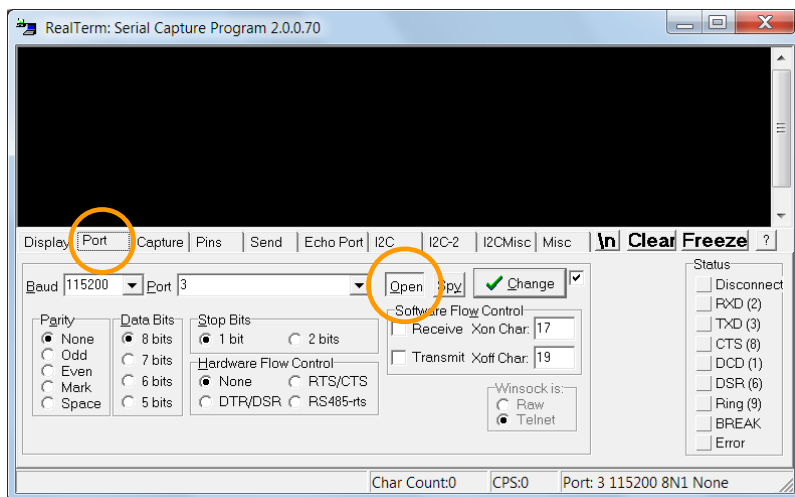 RealTerm: Serial Capture Program 2.0.0.70
Display Port Capture Pins Send Echo Port I2C I2C-2 I2CMisc Misc \n Clear Freeze ?
Baud 115200 Port 3 Open Spy Change
Status
Disconnect
RXD (2)
TXD (3)
CTS (8)
DCD (1)
DSR (6)
Ring (9)
BREAK
Error
Parity
None
Odd
Even
Mark
Space
Data Bits
8 bits
7 bits
6 bits
5 bits
Stop Bits
1 bit 2 bits
Hardware Flow Control
None RTS/CTS
DTR/DSR RS485-rts
Software Flow Control
Receive Xon Char: 17
Transmit Xoff Char: 19
Winsock is:
Raw
Telnet
Char Count:0 CPS:0 Port: 3 115200 8N1 None